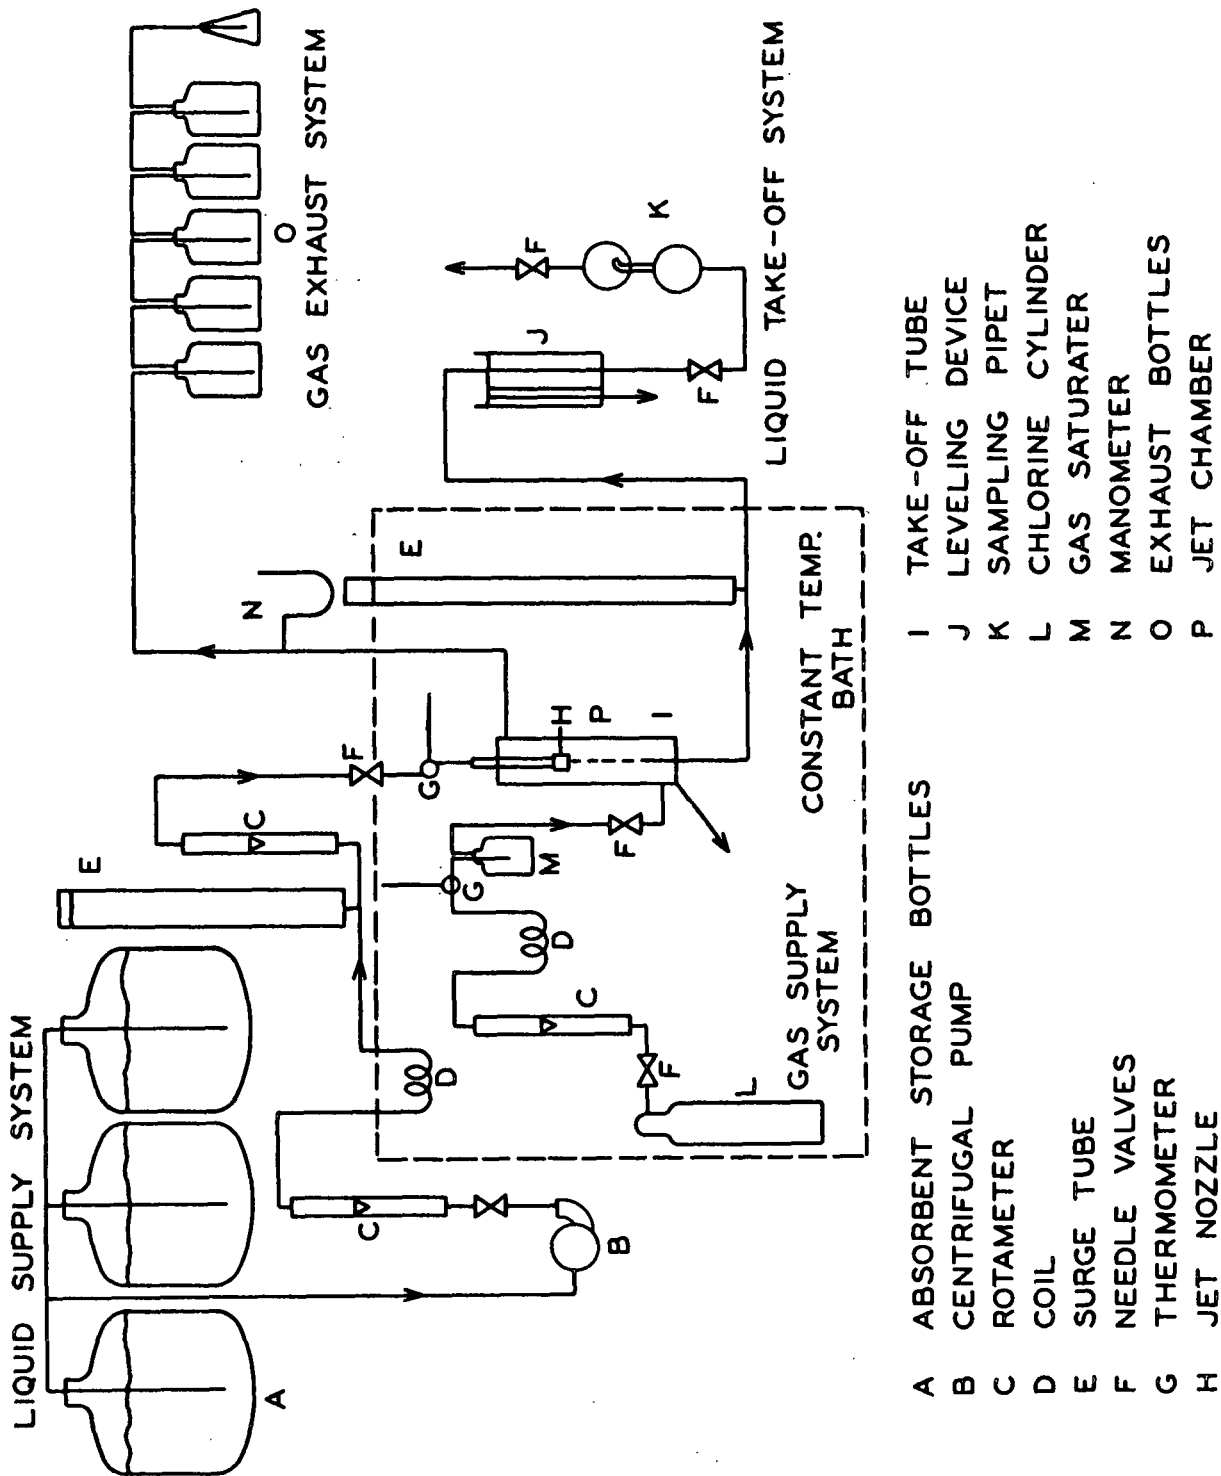 LIQUID SUPPLY SYSTEM
A
B
C
D
E
C
F
G
G
M
F
D
C
F
L
H
P
I
N
E
GAS SUPPLY
SYSTEM
CONSTANT TEMP.
BATH
O
GAS EXHAUST SYSTEM
J
F
F
K
LIQUID TAKE-OFF SYSTEM
A ABSORBENT STORAGE BOTTLES
B CENTRIFUGAL PUMP
C ROTAMETER
D COIL
E SURGE TUBE
F NEEDLE VALVES
G THERMOMETER
H JET NOZZLE
I TAKE-OFF TUBE
J LEVELING DEVICE
K SAMPLING PIPET
L CHLORINE CYLINDER
M GAS SATURATER
N MANOMETER
O EXHAUST BOTTLES
P JET CHAMBER